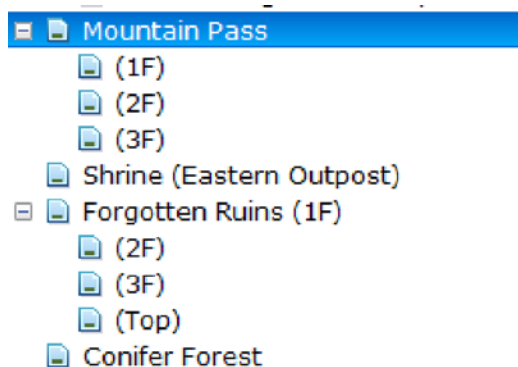 Mountain Pass
(1F)
(2F)
(3F)
Shrine (Eastern Outpost)
Forgotten Ruins (1F)
(2F)
(3F)
(Top)
Conifer Forest